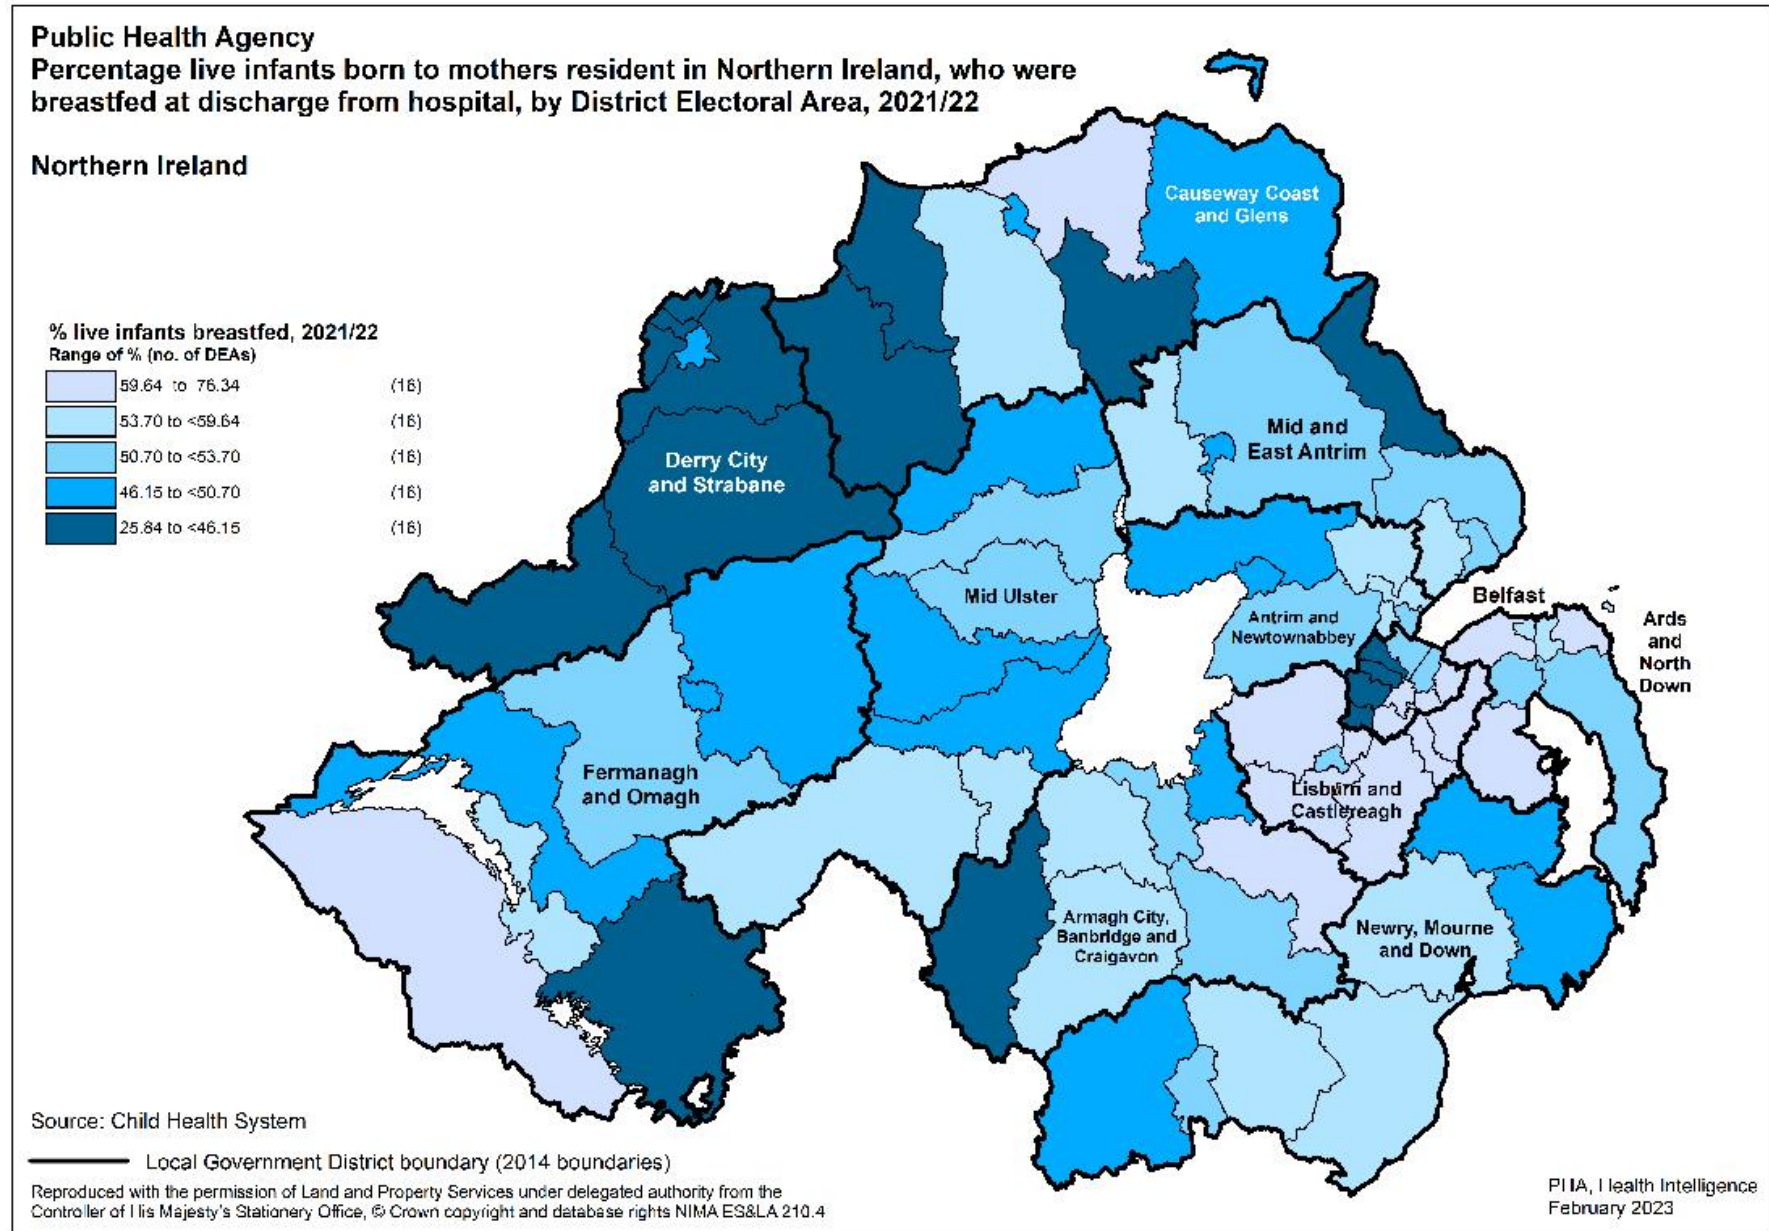 Public Health Agency
Percentage live infants born to mothers resident in Northern Ireland, who were
breastfed at discharge from hospital, by District Electoral Area, 2021/22
Northern Ireland
% live infants breastfed, 2021/22
Range of % (no. of DEAs)
59.64 to 76.34 (16)
53.70 to <59.64 (16)
50.70 to <53.70 (16)
46.15 to <50.70 (16)
25.84 to <46.15 (16)
Causeway Coast
and Glens
Derry City
and Strabane
Mid and
East Antrim
Mid Ulster
Antrim and
Newtownabbey
Belfast
Ards
and
North
Down
Fermanagh
and Omagh
Lisburn and
Castlereagh
Armagh City,
Banbridge and
Craigavon
Newry, Mourne
and Down
Source: Child Health System
Local Government District boundary (2014 boundaries)
Reproduced with the permission of Land and Property Services under delegated authority from the
Controller of His Majesty's Stationery Office, © Crown copyright and database rights NIMA ES&LA 210.4
PHA, Health Intelligence
February 2023